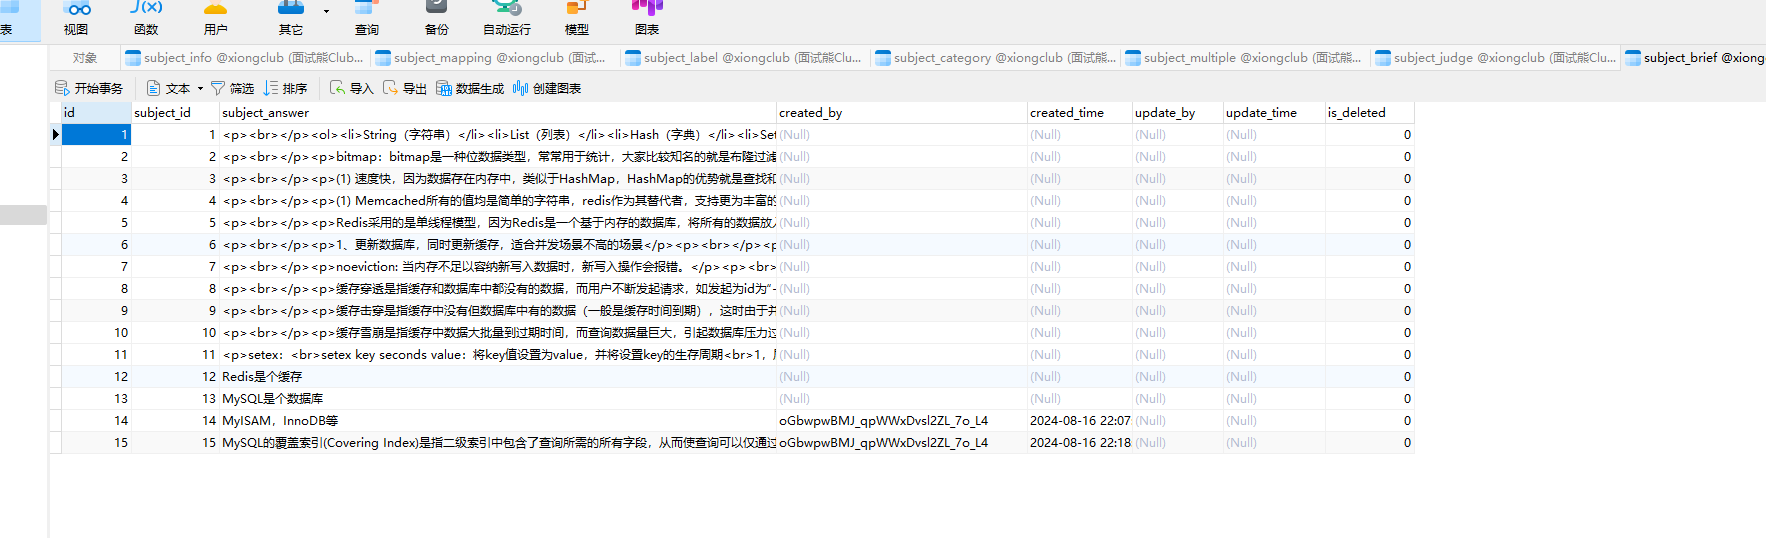 表 视图 函数 用户 其它 查询 备份 自动运行 模型 图表
对象 subject_info @xiongclub (面试熊Club... subject_mapping @xiongclub (面试... subject_label @xiongclub (面试熊Clu... subject_category @xiongclub (面试熊... subject_multiple @xiongclub (面试熊... subject_judge @xiongclub (面试熊Clu... subject_brief @xiong
开始事务 文本 筛选 排序 导入 导出 数据生成 创建图表
id subject_id subject_answer created_by created_time update_by update_time is_deleted
1 1 <p><br></p><ol><li>String（字符串）</li><li>List（列表）</li><li>Hash（字典）</li><li>Set (Null) (Null) (Null) (Null) 0
2 2 <p><br></p><p>bitmap：bitmap是一种位数据类型，常常用于统计，大家比较知名的就是布隆过滤 (Null) (Null) (Null) (Null) 0
3 3 <p><br></p><p>(1) 速度快，因为数据存在内存中，类似于HashMap，HashMap的优势就是查找和 (Null) (Null) (Null) (Null) 0
4 4 <p><br></p><p>(1) Memcached所有的值均是简单的字符串，redis作为其替代者，支持更为丰富的 (Null) (Null) (Null) (Null) 0
5 5 <p><br></p><p>Redis采用的是单线程模型，因为Redis是一个基于内存的数据库，将所有的数据放入 (Null) (Null) (Null) (Null) 0
6 6 <p><br></p><p>1、更新数据库，同时更新缓存，适合并发场景不高的场景</p><p><br></p><p (Null) (Null) (Null) (Null) 0
7 7 <p><br></p><p>noeviction: 当内存不足以容纳新写入数据时，新写入操作会报错。</p><p><br> (Null) (Null) (Null) (Null) 0
8 8 <p><br></p><p>缓存穿透是指缓存和数据库中都没有的数据，而用户不断发起请求，如发起为id为“- (Null) (Null) (Null) (Null) 0
9 9 <p><br></p><p>缓存击穿是指缓存中没有但数据库中有的数据（一般是缓存时间到期），这时由于并 (Null) (Null) (Null) (Null) 0
10 10 <p><br></p><p>缓存雪崩是指缓存中数据大批量到过期时间，而查询数据量巨大，引起数据库压力过 (Null) (Null) (Null) (Null) 0
11 11 <p>setex：<br>setex key seconds value：将key值设置为value，并将设置key的生存周期<br>1， (Null) (Null) (Null) (Null) 0
12 12 Redis是个缓存 (Null) (Null) (Null) (Null) 0
13 13 MySQL是个数据库 (Null) (Null) (Null) (Null) 0
14 14 MyISAM，InnoDB等 oGbwpwBMJ_qpWWxDvsl2ZL_7o_L4 2024-08-16 22:07 (Null) (Null) 0
15 15 MySQL的覆盖索引(Covering Index)是指二级索引中包含了查询所需的所有字段，从而使查询可以仅通过 oGbwpwBMJ_qpWWxDvsl2ZL_7o_L4 2024-08-16 22:18 (Null) (Null) 0